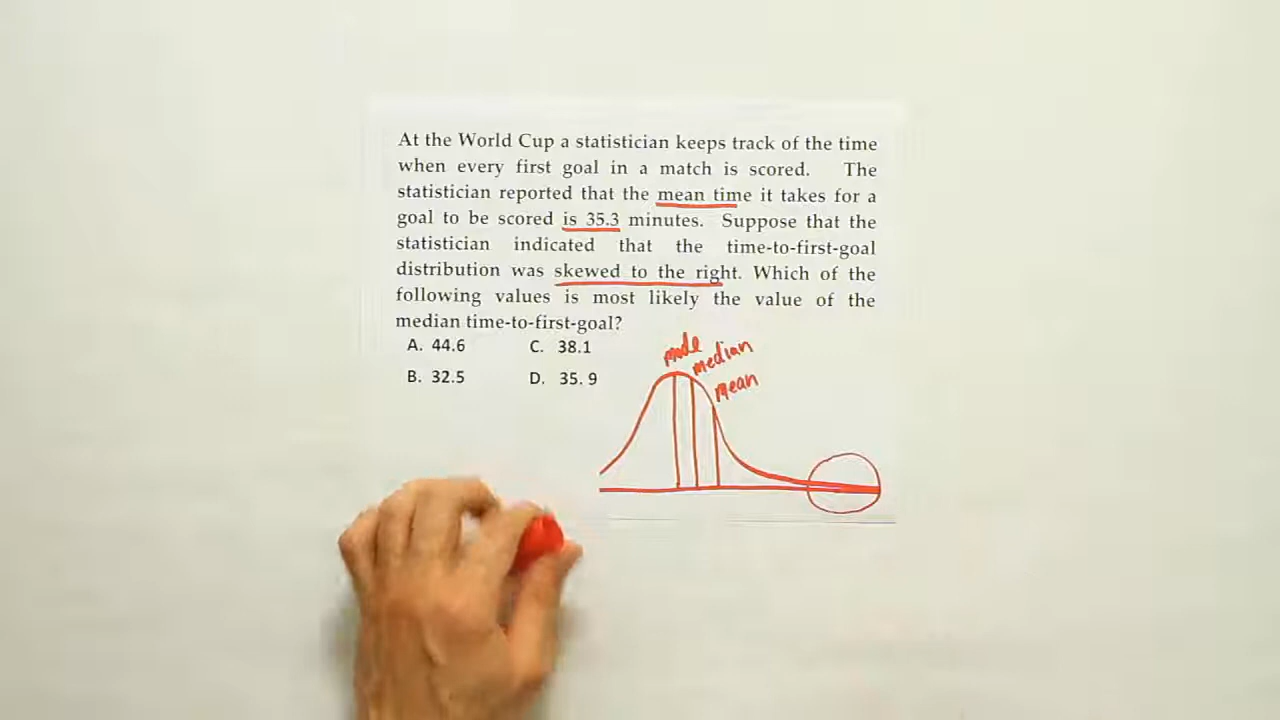 At the World Cup a statistician keeps track of the time
when every first goal in a match is scored. The
statistician reported that the mean time it takes for a
goal to be scored is 35.3 minutes. Suppose that the
statistician indicated that the time-to-first-goal
distribution was skewed to the right. Which of the
following values is most likely the value of the
median time-to-first-goal?
A. 44.6 C. 38.1
B. 32.5 D. 35.9
mode
median
mean